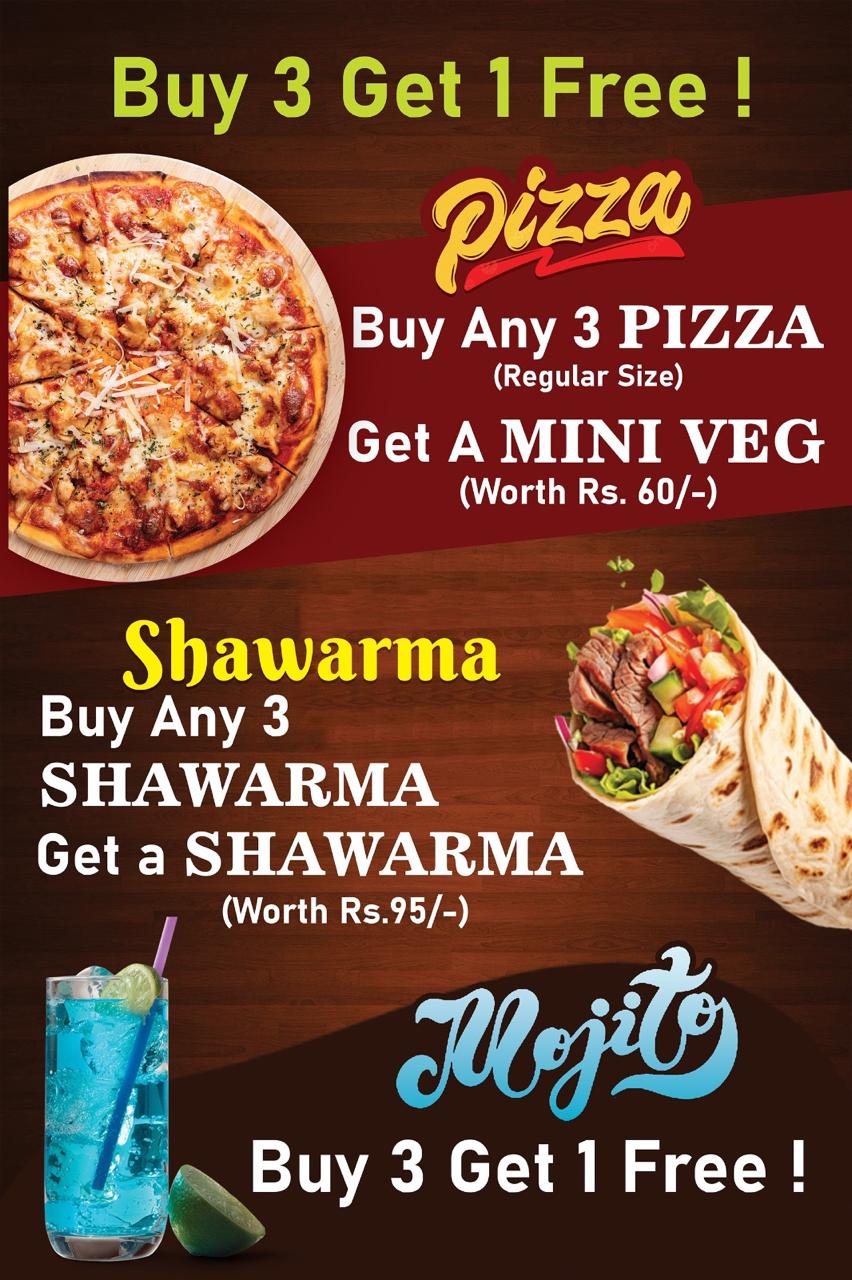 Buy 3 Get 1 Free !
Pizza
Buy Any 3 PIZZA
(Regular Size)
Get A MINI VEG
(Worth Rs. 60/-)
Shawarma
Buy Any 3
SHAWARMA
Get a SHAWARMA
(Worth Rs.95/-)
Mojito
Buy 3 Get 1 Free !